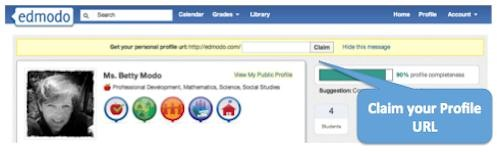 edmodo Search Calendar Grades Library Home Profile Account
Get your personal profile url: http://edmodo.com/ Claim Hide this message
Ms. Betty Modo View My Public Profile
Professional Development, Mathematics, Science, Social Studies
90% profile completeness
Suggestion:
4
Students
Claim your Profile
URL